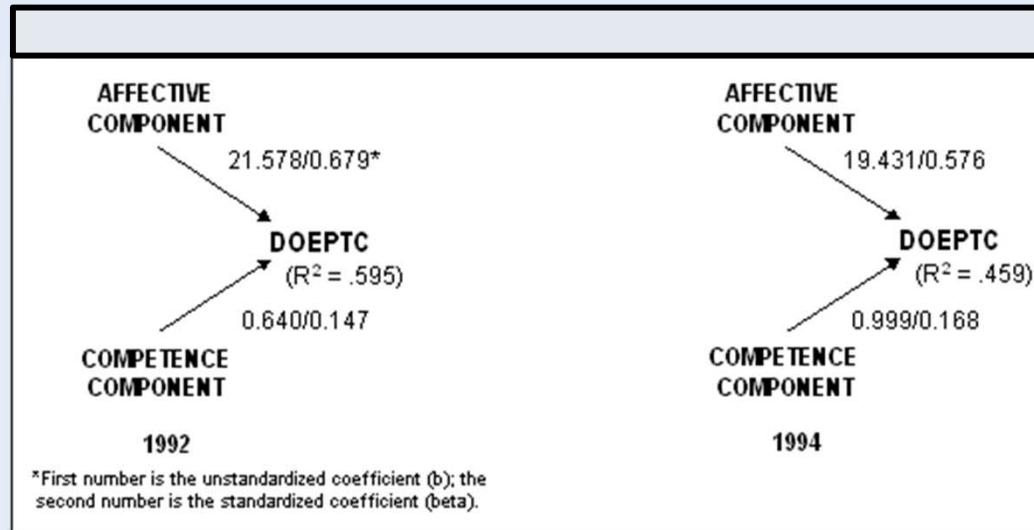 AFFECTIVE
COMPONENT
21.578/0.679*
DOEPTC
(R² = .595)
0.640/0.147
COMPETENCE
COMPONENT
1992
*First number is the unstandardized coefficient (b); the
second number is the standardized coefficient (beta).
AFFECTIVE
COMPONENT
19.431/0.576
DOEPTC
(R² = .459)
0.999/0.168
COMPETENCE
COMPONENT
1994